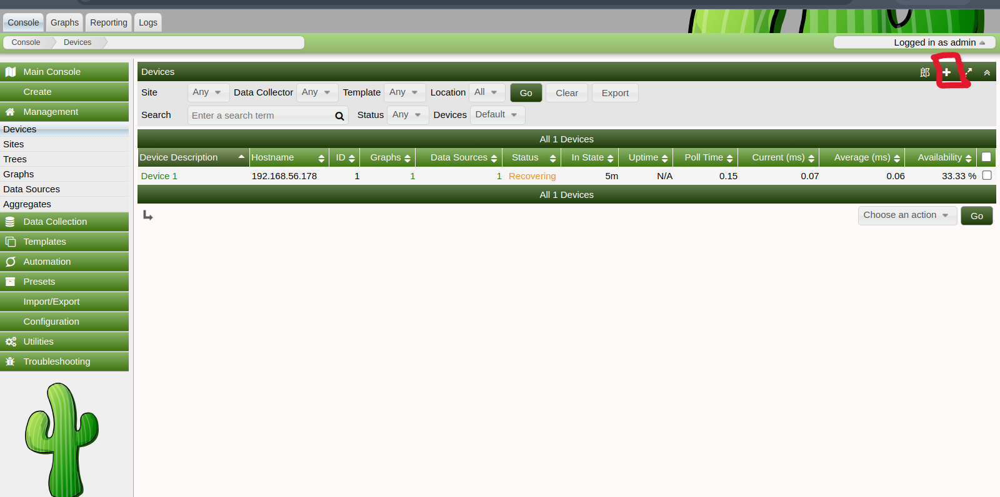 Console Graphs Reporting Logs
Console Devices
Logged in as admin
Main Console
Create
Management
Devices
Sites
Trees
Graphs
Data Sources
Aggregates
Data Collection
Templates
Automation
Presets
Import/Export
Configuration
Utilities
Troubleshooting
Devices 郎
Site Any Data Collector Any Template Any Location All Go Clear Export
Search Enter a search term Status Any Devices Default
All 1 Devices
Device Description Hostname ID Graphs Data Sources Status In State Uptime Poll Time Current (ms) Average (ms) Availability
Device 1 192.168.56.178 1 1 1 Recovering 5m N/A 0.15 0.07 0.06 33.33 %
All 1 Devices
Choose an action Go